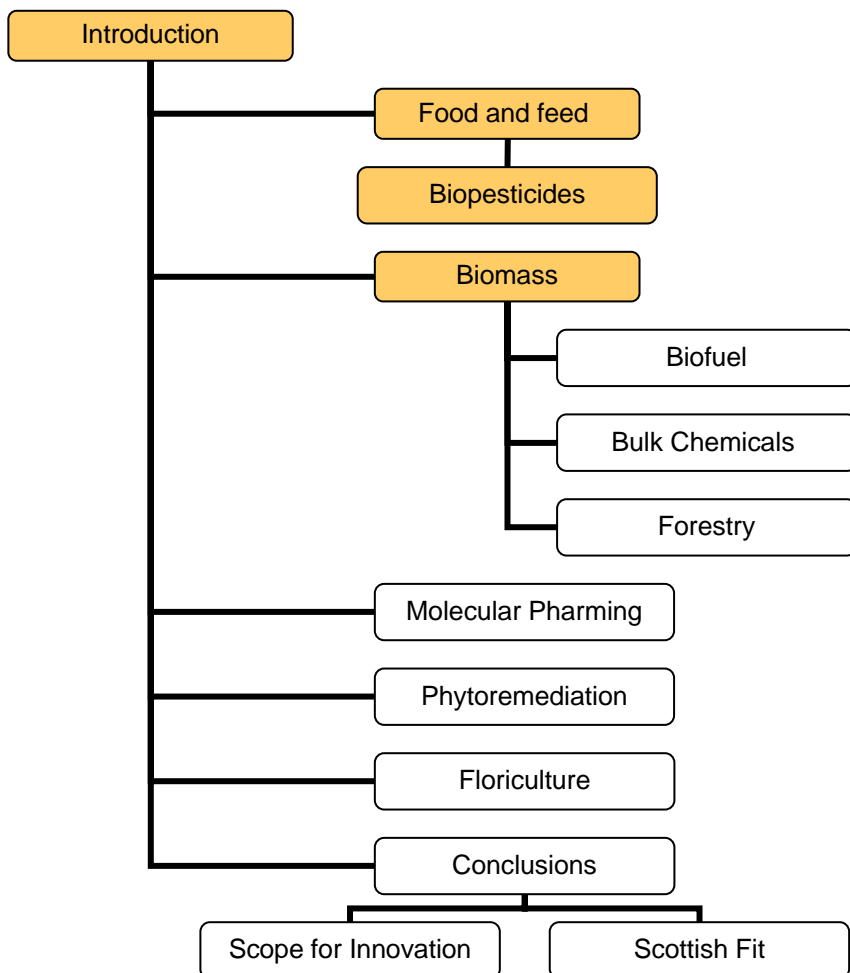 Introduction
Food and feed
Biopesticides
Biomass
Biofuel
Bulk Chemicals
Forestry
Molecular Pharming
Phytoremediation
Floriculture
Conclusions
Scope for Innovation
Scottish Fit